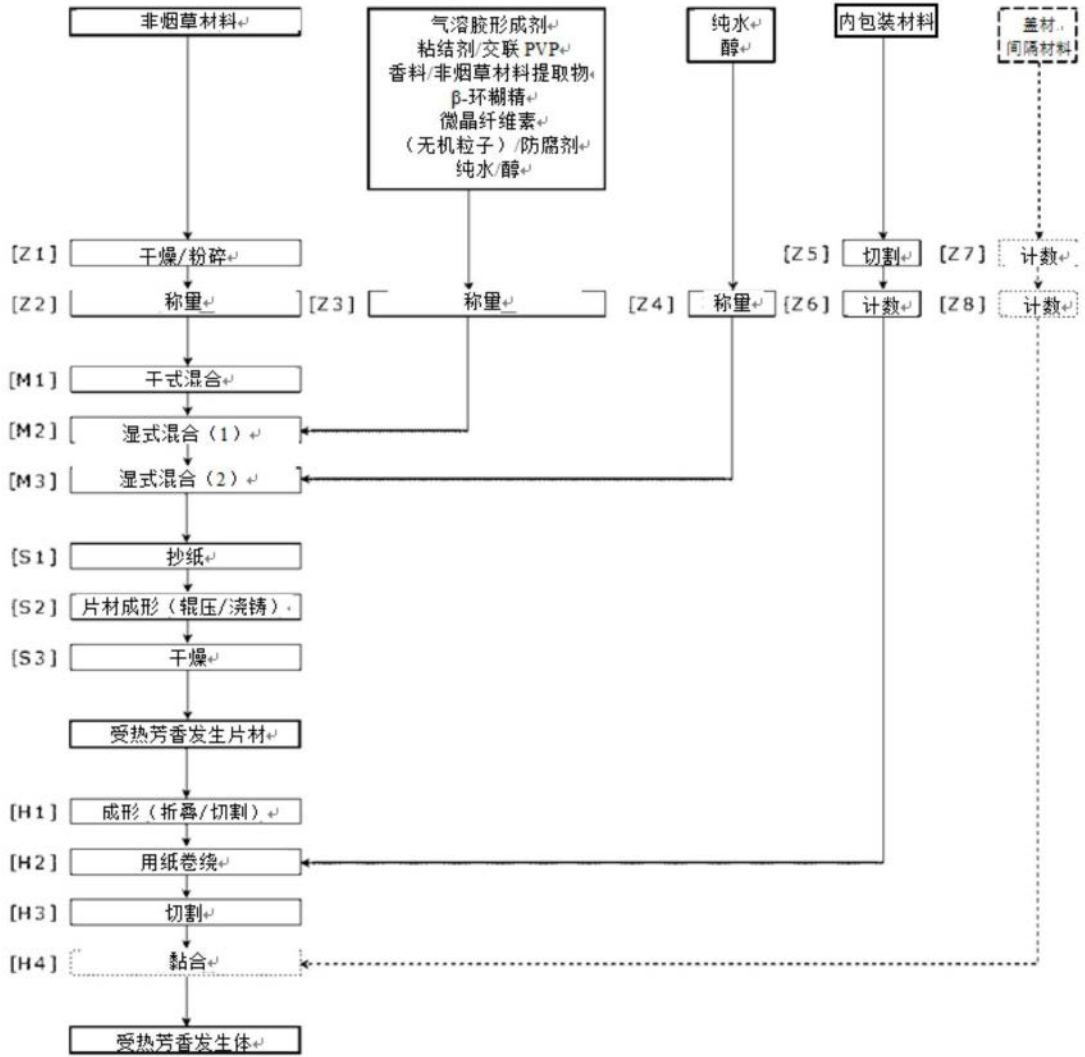 非烟草材料
气溶胶形成剂
粘结剂/交联 PVP
香料/非烟草材料提取物
β-环糊精
微晶纤维素
（无机粒子）/防腐剂
纯水/醇
纯水
醇
内包装材料
盖材
间隔材料
[Z1] 干燥/粉碎
[Z5] 切割
[Z7] 计数
[Z2] 称量
[Z3] 称量
[Z4] 称量
[Z6] 计数
[Z8] 计数
[M1] 干式混合
[M2] 湿式混合（1）
[M3] 湿式混合（2）
[S1] 抄纸
[S2] 片材成形（辊压/浇铸）
[S3] 干燥
受热芳香发生片材
[H1] 成形（折叠/切割）
[H2] 用纸卷绕
[H3] 切割
[H4] 黏合
受热芳香发生体